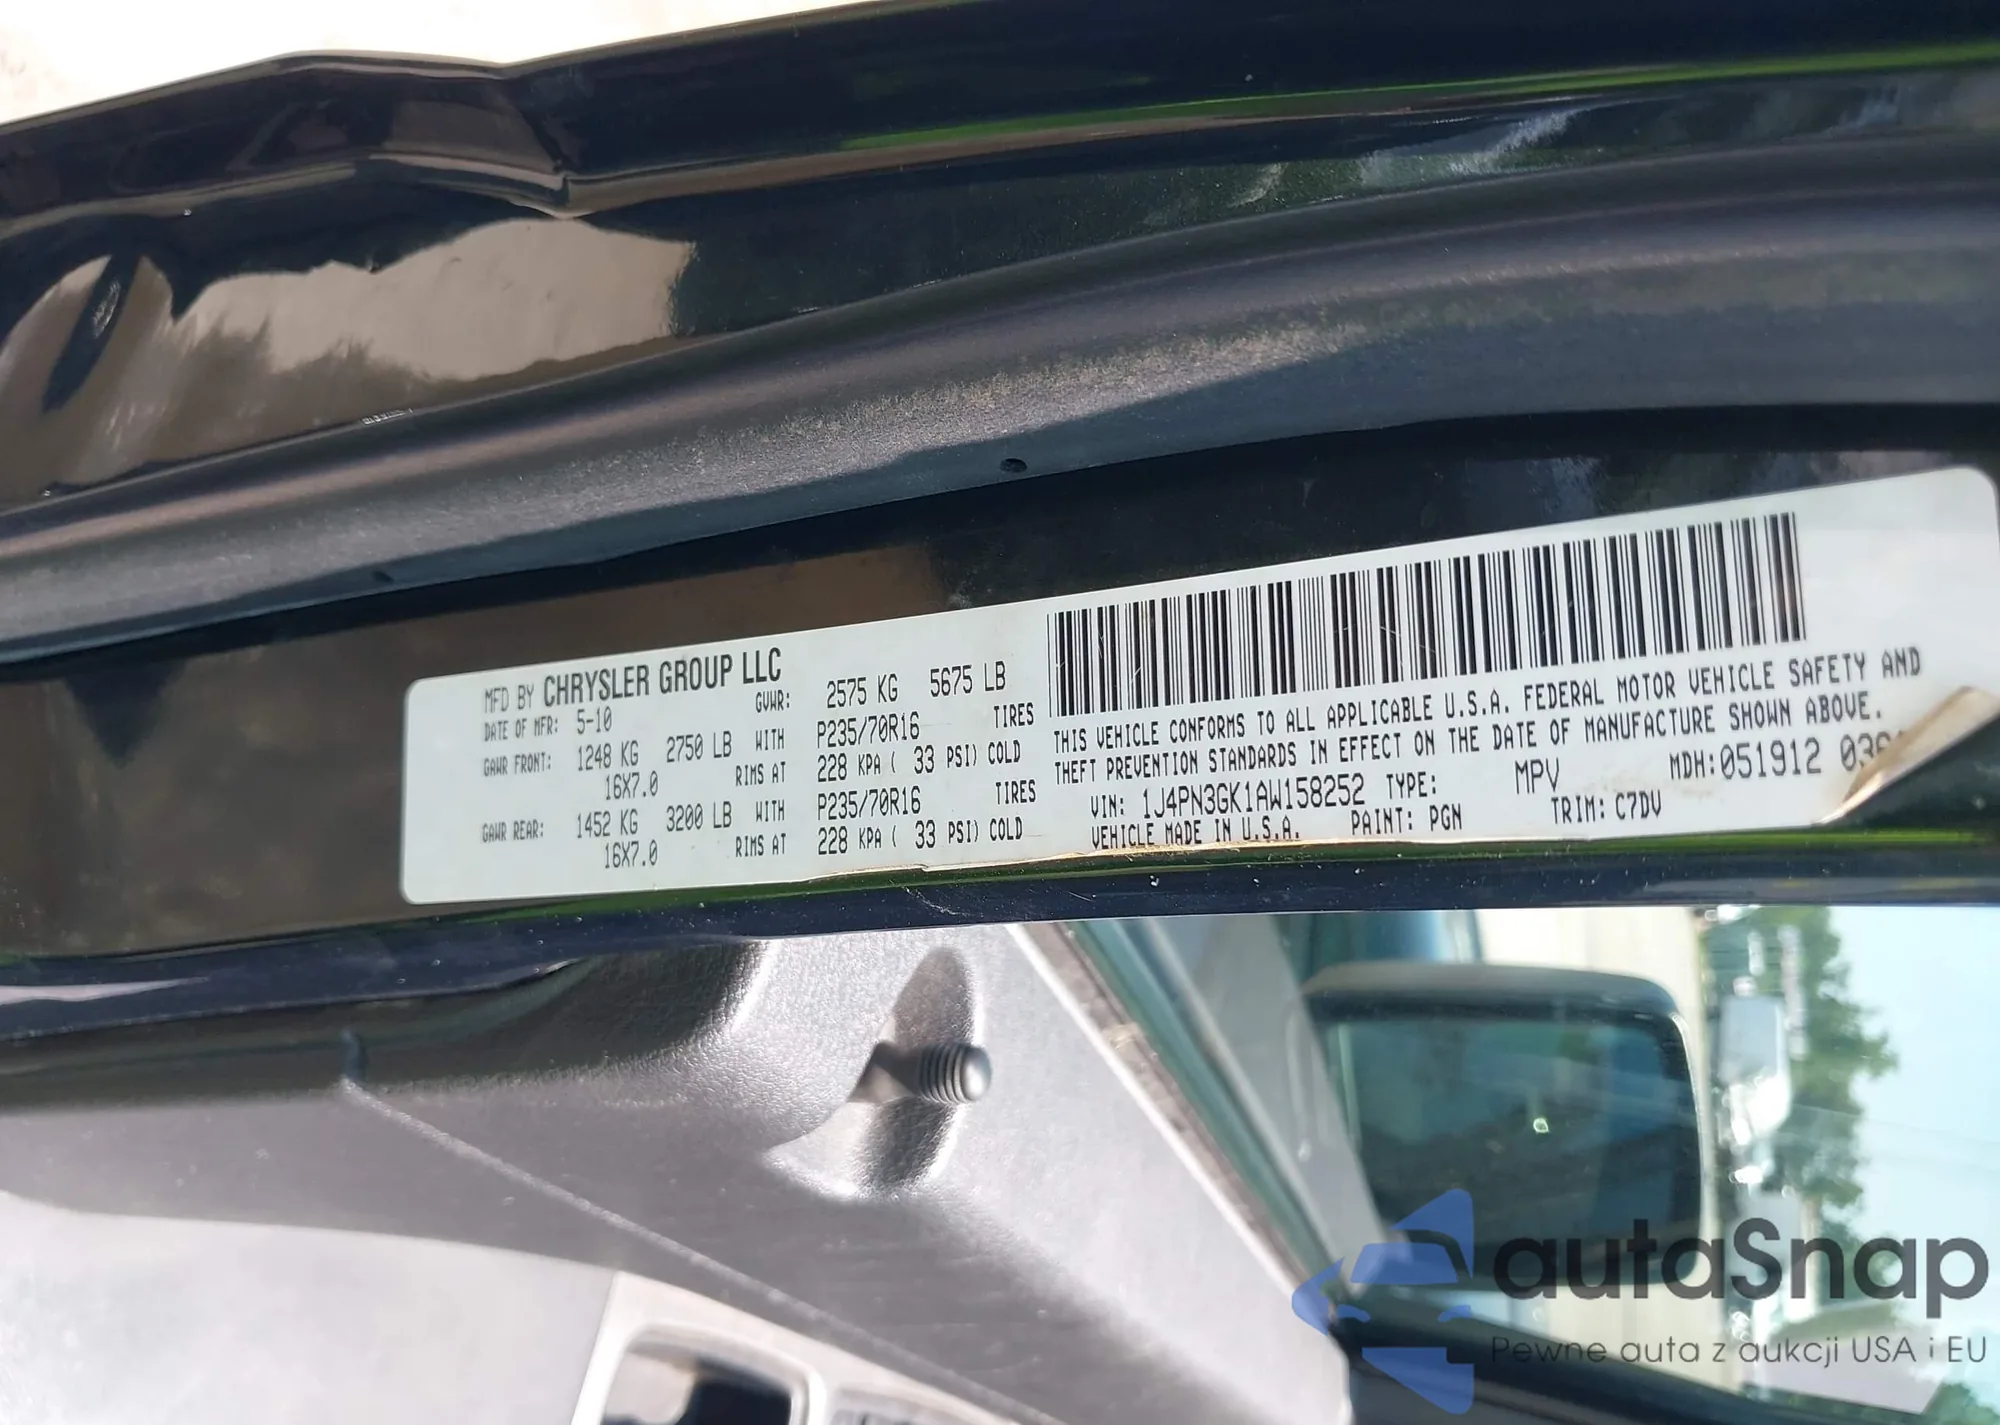 MFD BY CHRYSLER GROUP LLC
DATE OF MFR: 5-10 GVWR: 2575 KG 5675 LB
GAWR FRONT: 1248 KG 2750 LB WITH P235/70R16 TIRES
16X7.0 RIMS AT 228 KPA ( 33 PSI) COLD
GAWR REAR: 1452 KG 3200 LB WITH P235/70R16 TIRES
16X7.0 RIMS AT 228 KPA ( 33 PSI) COLD
THIS VEHICLE CONFORMS TO ALL APPLICABLE U.S.A. FEDERAL MOTOR VEHICLE SAFETY AND
THEFT PREVENTION STANDARDS IN EFFECT ON THE DATE OF MANUFACTURE SHOWN ABOVE.
MDH:051912
VIN: 1J4PN3GK1AW158252 TYPE: MPV
VEHICLE MADE IN U.S.A. PAINT: PGN TRIM: C7DV
autaSnap
Pewne auta z aukcji USA i EU